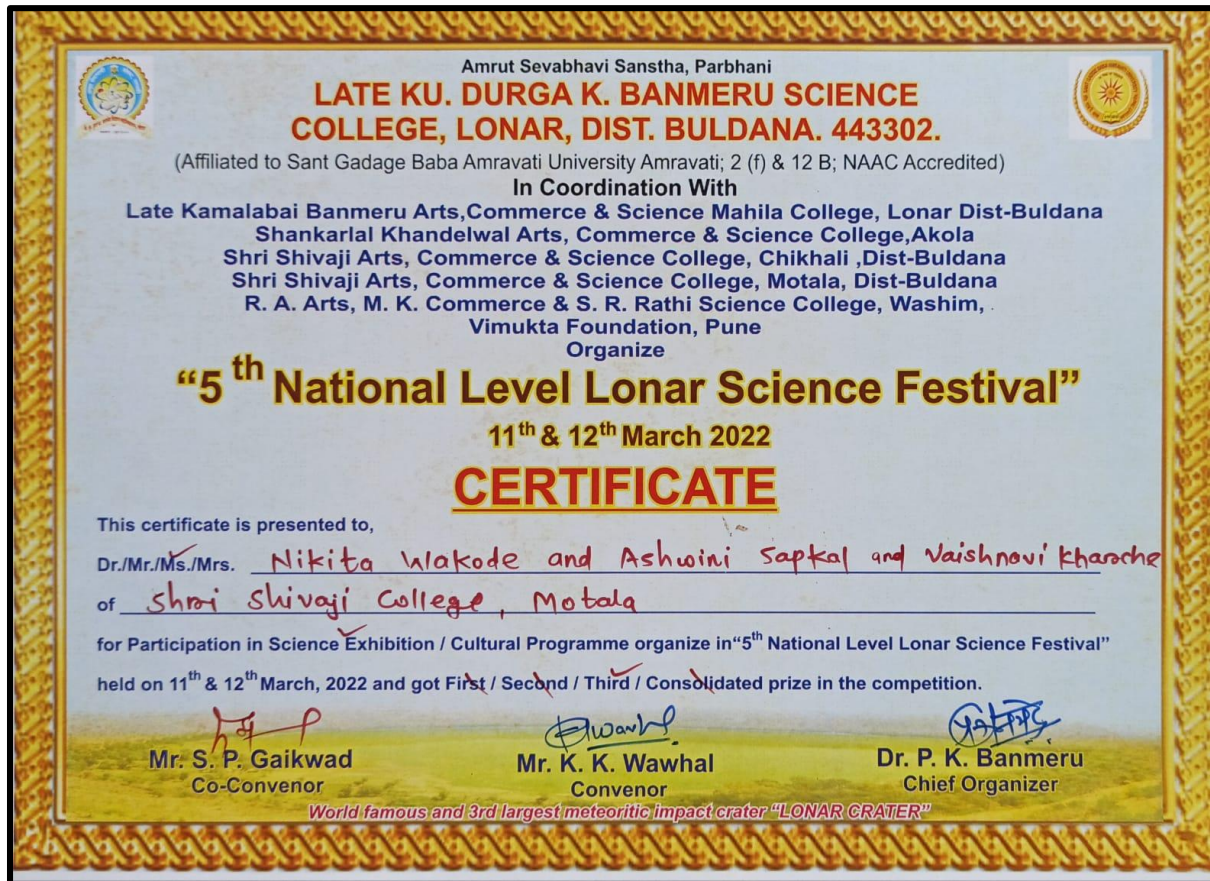 Amrut Sevabhavi Sanstha, Parbhani
LATE KU. DURGA K. BANMERU SCIENCE
COLLEGE, LONAR, DIST. BULDANA. 443302.
(Affiliated to Sant Gadage Baba Amravati University Amravati; 2 (f) & 12 B; NAAC Accredited)
In Coordination With
Late Kamalabai Banmeru Arts,Commerce & Science Mahila College, Lonar Dist-Buldana
Shankarlal Khandelwal Arts, Commerce & Science College,Akola
Shri Shivaji Arts, Commerce & Science College, Chikhali ,Dist-Buldana
Shri Shivaji Arts, Commerce & Science College, Motala, Dist-Buldana
R. A. Arts, M. K. Commerce & S. R. Rathi Science College, Washim,
Vimukta Foundation, Pune
Organize
“5th National Level Lonar Science Festival”
11th & 12th March 2022
CERTIFICATE
This certificate is presented to,
Dr./Mr./Ms./Mrs. Nikita Wakode and Ashwini Sapkal and Vaishnavi Kharche
of Shri Shivaji College, Motala
for Participation in Science Exhibition / Cultural Programme organize in“5th National Level Lonar Science Festival”
held on 11th & 12th March, 2022 and got First / Second / Third / Consolidated prize in the competition.
Mr. S. P. Gaikwad
Co-Convenor
Mr. K. K. Wawhal
Convenor
Dr. P. K. Banmeru
Chief Organizer
World famous and 3rd largest meteoritic impact crater “LONAR CRATER”